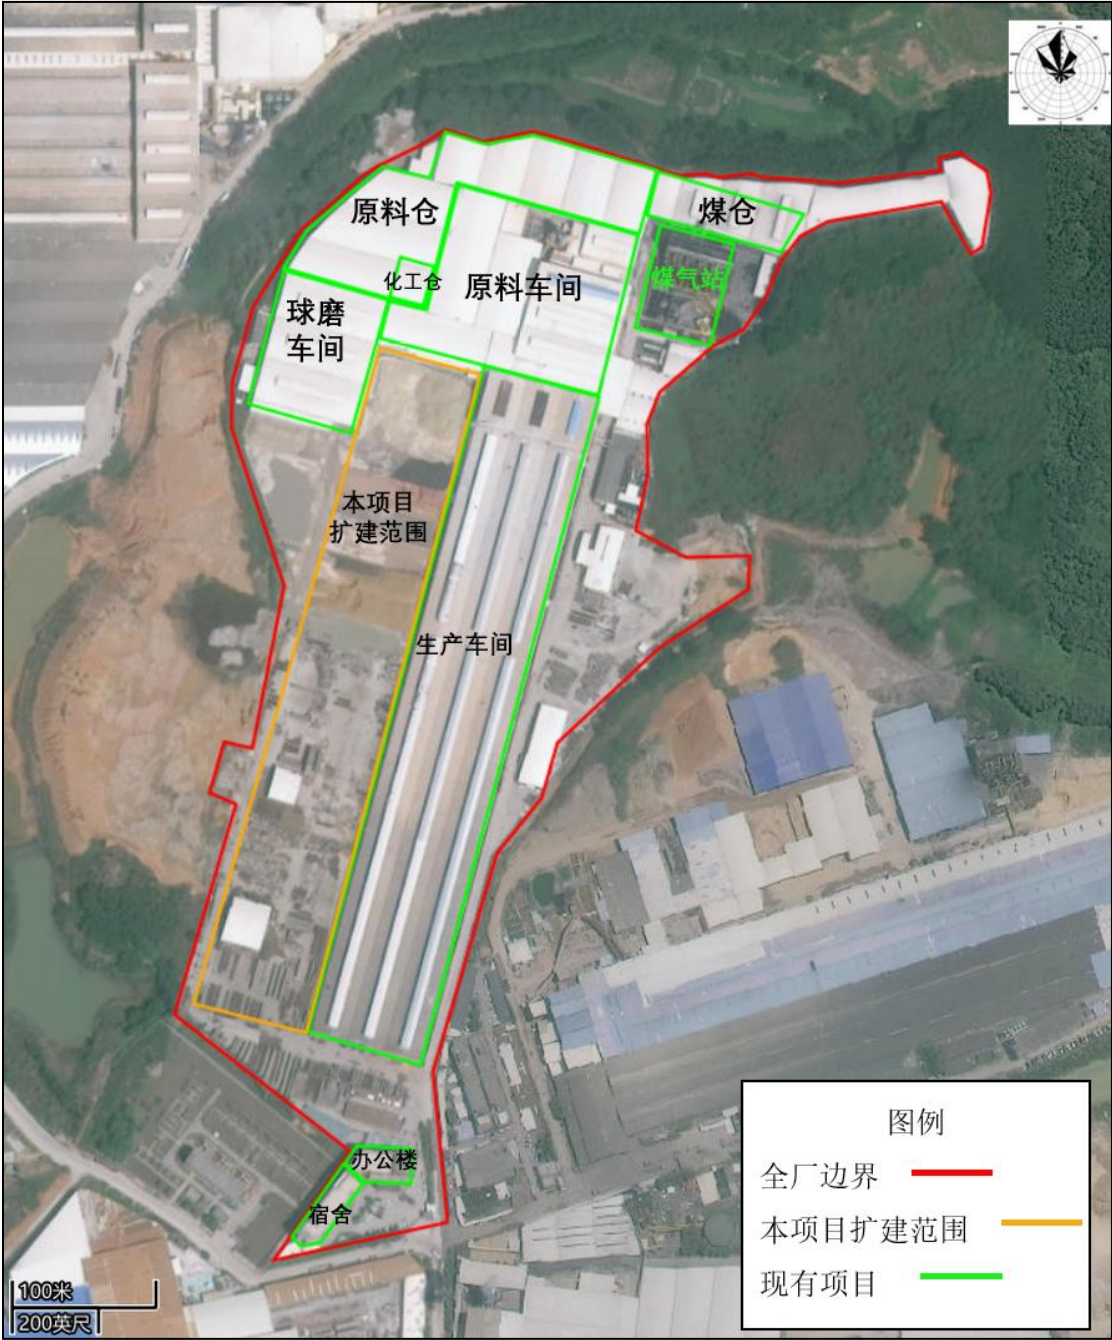 原料仓
煤仓
化工仓
原料车间
煤气站
球磨
车间
本项目
扩建范围
生产车间
办公楼
宿舍
图例
全厂边界
本项目扩建范围
现有项目
100米
200英尺